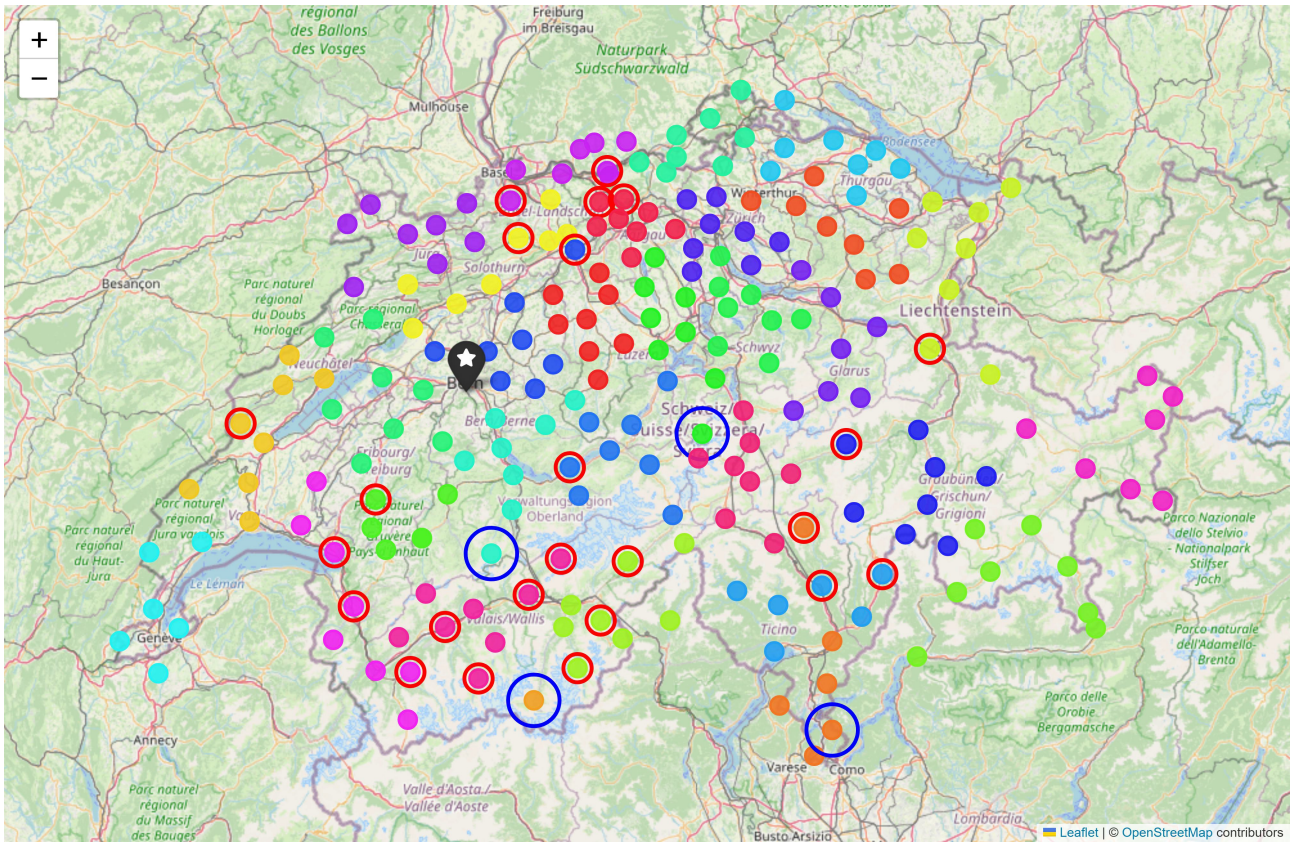 +
−
régional
des Ballons
des Vosges
Freiburg
im Breisgau
Naturpark
Südschwarzwald
Mulhouse
Bodensee
Winterthur
Thurgau
Zürich
Jura
Solothurn
Besançon
Parc naturel
régional
du Doubs
Horloger
Parc régional
Chasseral
Neuchâtel
Liechtenstein
Luzern
Schwyz
Glarus
Bern
Schweiz/
Suisse/Svizzera/
Svizra
Fribourg/
Freiburg
Verwaltungsregion
Oberland
Graubünden/
Grischun/
Grigioni
Parc naturel
régional
Jura vaudois
Parc naturel
régional
du Haut-
Jura
Parc naturel
régional
Gruyère
Pays-d'Enhaut
Parco Nazionale
dello Stelvio
- Nationalpark
Stilfser
Joch
Le Léman
Genève
Valais/Wallis
Ticino
Parco naturale
dell'Adamello-
Brenta
Parco delle
Orobie
Bergamasche
Annecy
Varese
Como
Parc naturel
régional
du Massif
des Bauges
Valle d'Aosta /
Vallée d'Aoste
Lombardia
Busto Arsizio
Leaflet | © OpenStreetMap contributors